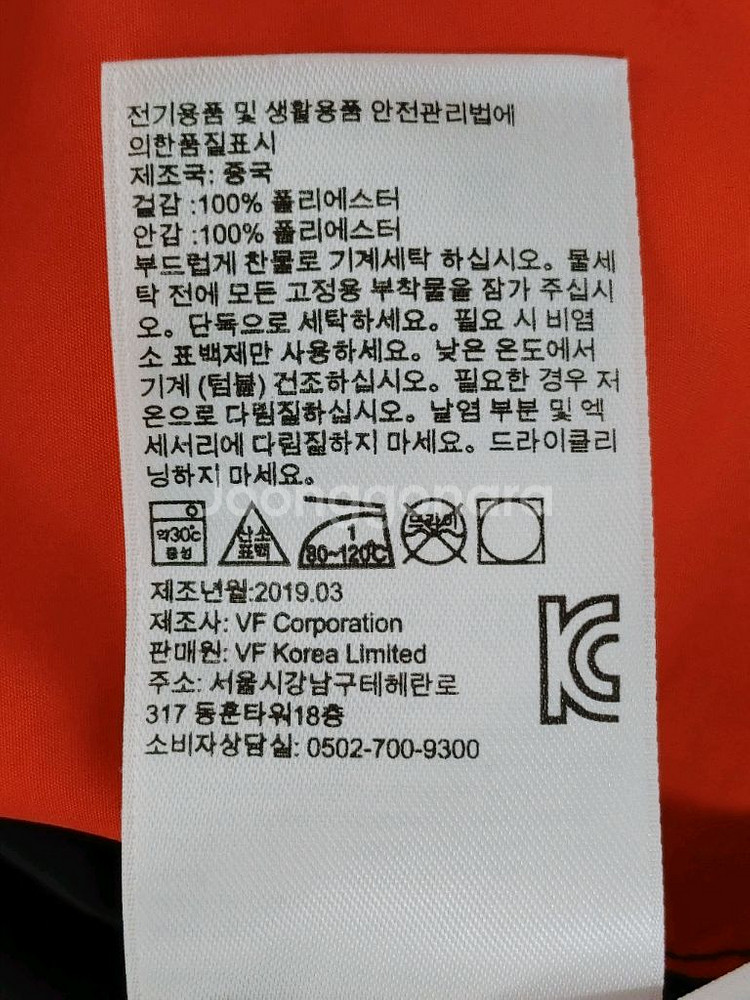 전기용품 및 생활용품 안전관리법에
의한품질표시
제조국: 중국
겉감 :100% 폴리에스터
안감 :100% 폴리에스터
부드럽게 찬물로 기계세탁 하십시오. 물세
탁 전에 모든 고정용 부착물을 잠가 주십시
오. 단독으로 세탁하세요. 필요 시 비염
소 표백제만 사용하세요. 낮은 온도에서
기계 (텀블) 건조하십시오. 필요한 경우 저
온으로 다림질하십시오. 날염 부분 및 엑
세서리에 다림질하지 마세요. 드라이클리
닝하지 마세요.
joongonara
약30℃ 중성
산소 표백
1 80~120℃
드라이
제조년월:2019.03
제조사: VF Corporation
판매원: VF Korea Limited
주소: 서울시강남구테헤란로
317 동훈타워18층
소비자상담실: 0502-700-9300
KC